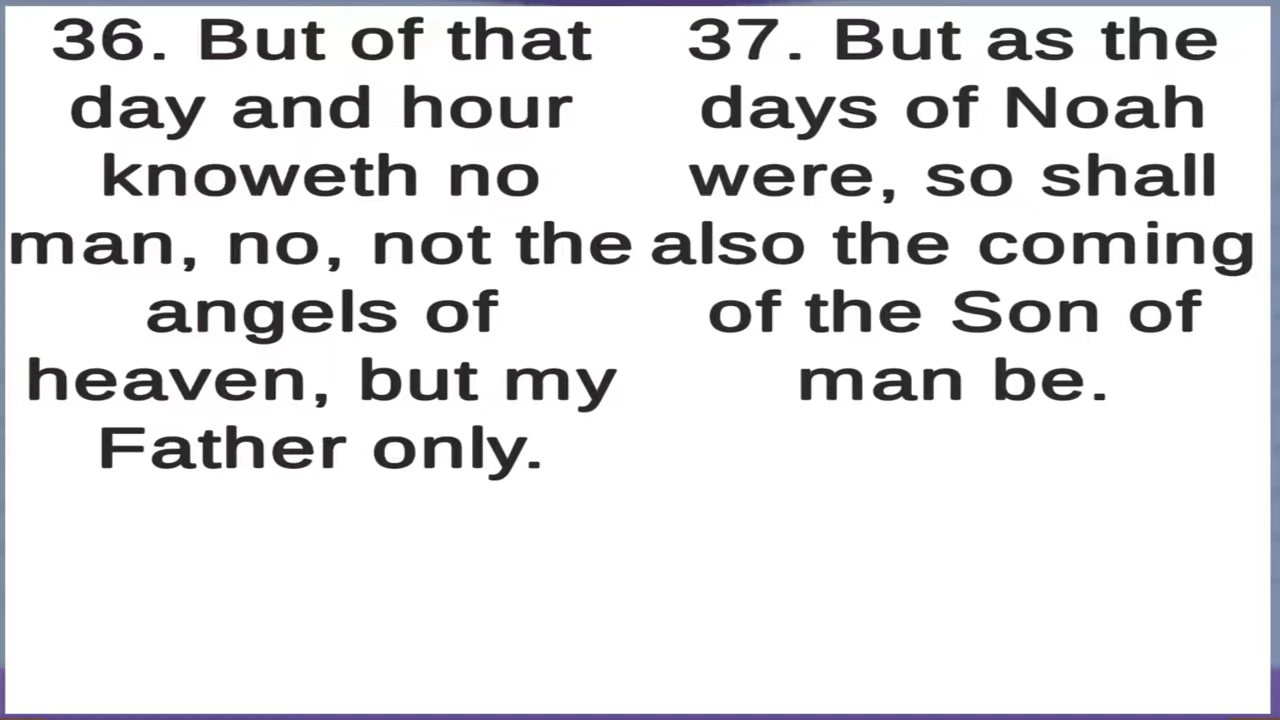 36. But of that
day and hour
knoweth no
man, no, not the
angels of
heaven, but my
Father only.
37. But as the
days of Noah
were, so shall
also the coming
of the Son of
man be.